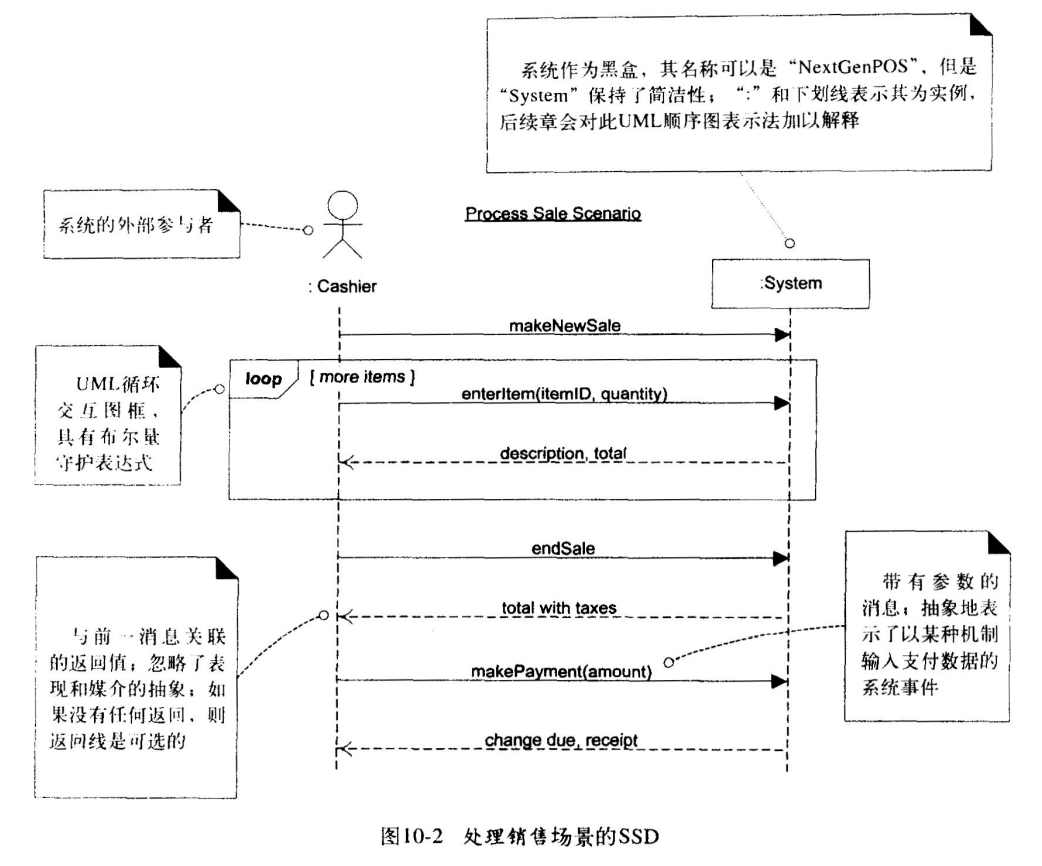 系统作为黑盒，其名称可以是“NextGenPOS”，但是
“System”保持了简洁性；“:”和下划线表示其为实例，
后续章会对此UML顺序图表示法加以解释
系统的外部参与者
Process Sale Scenario
: Cashier
:System
makeNewSale
UML循环
交互图框，
具有布尔量
守护表达式
loop
[ more items ]
enterItem(itemID, quantity)
description, total
endSale
带有参数的
消息；抽象地表
示了以某种机制
输入支付数据的
系统事件
与前一消息关联
的返回值；忽略了表
现和媒介的抽象；如
果没有任何返回，则
返回线是可选的
total with taxes
makePayment(amount)
change due, receipt
图10-2 处理销售场景的SSD